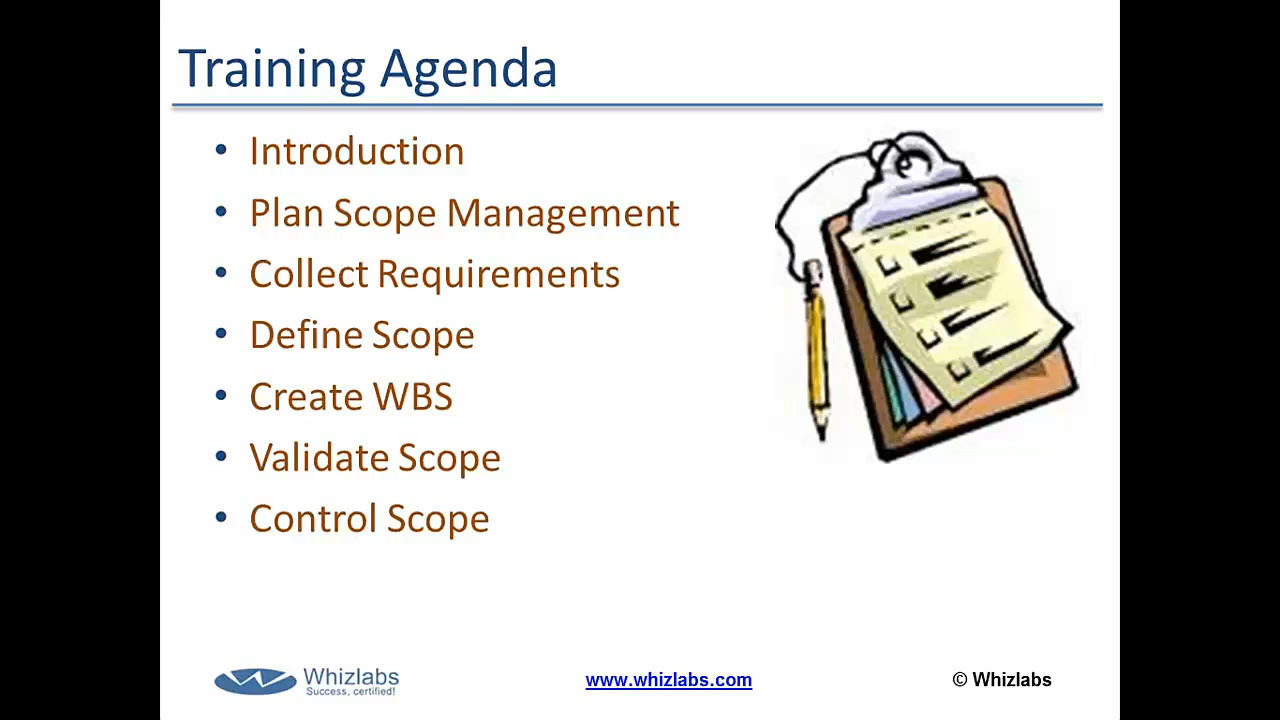 Training Agenda
• Introduction
• Plan Scope Management
• Collect Requirements
• Define Scope
• Create WBS
• Validate Scope
• Control Scope
Whizlabs
Success, certified!
www.whizlabs.com
© Whizlabs